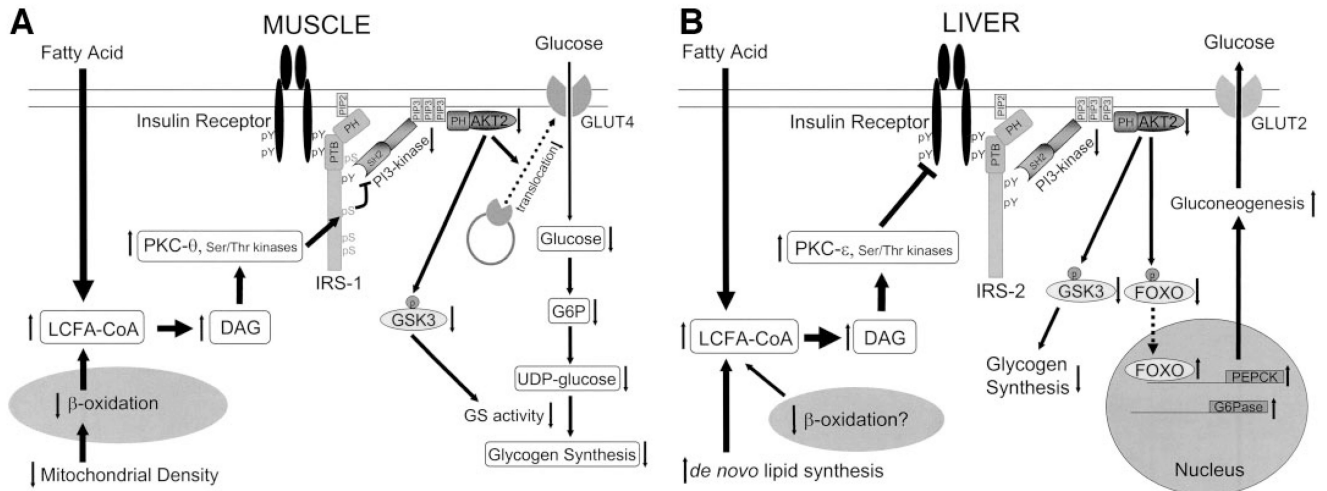 A
MUSCLE
Fatty Acid
Glucose
Insulin Receptor
pY
pY
pY
pY
PIP2
PH
PTB
pS
pY
pS
pS
pS
IRS-1
SH2
PI3-kinase
PIP3
PIP3
PIP3
PH
AKT2
GLUT4
translocation
PKC-θ, Ser/Thr kinases
LCFA-CoA
DAG
β-oxidation
Mitochondrial Density
p
GSK3
GS activity
Glucose
G6P
UDP-glucose
Glycogen Synthesis
B
LIVER
Fatty Acid
Glucose
Insulin Receptor
pY
pY
pY
pY
PIP2
PH
PTB
pY
pY
IRS-2
SH2
PI3-kinase
PIP3
PIP3
PIP3
PH
AKT2
GLUT2
Gluconeogenesis
PKC-ε, Ser/Thr kinases
LCFA-CoA
DAG
β-oxidation?
de novo lipid synthesis
p
GSK3
p
FOXO
Glycogen
Synthesis
FOXO
PEPCK
G6Pase
Nucleus